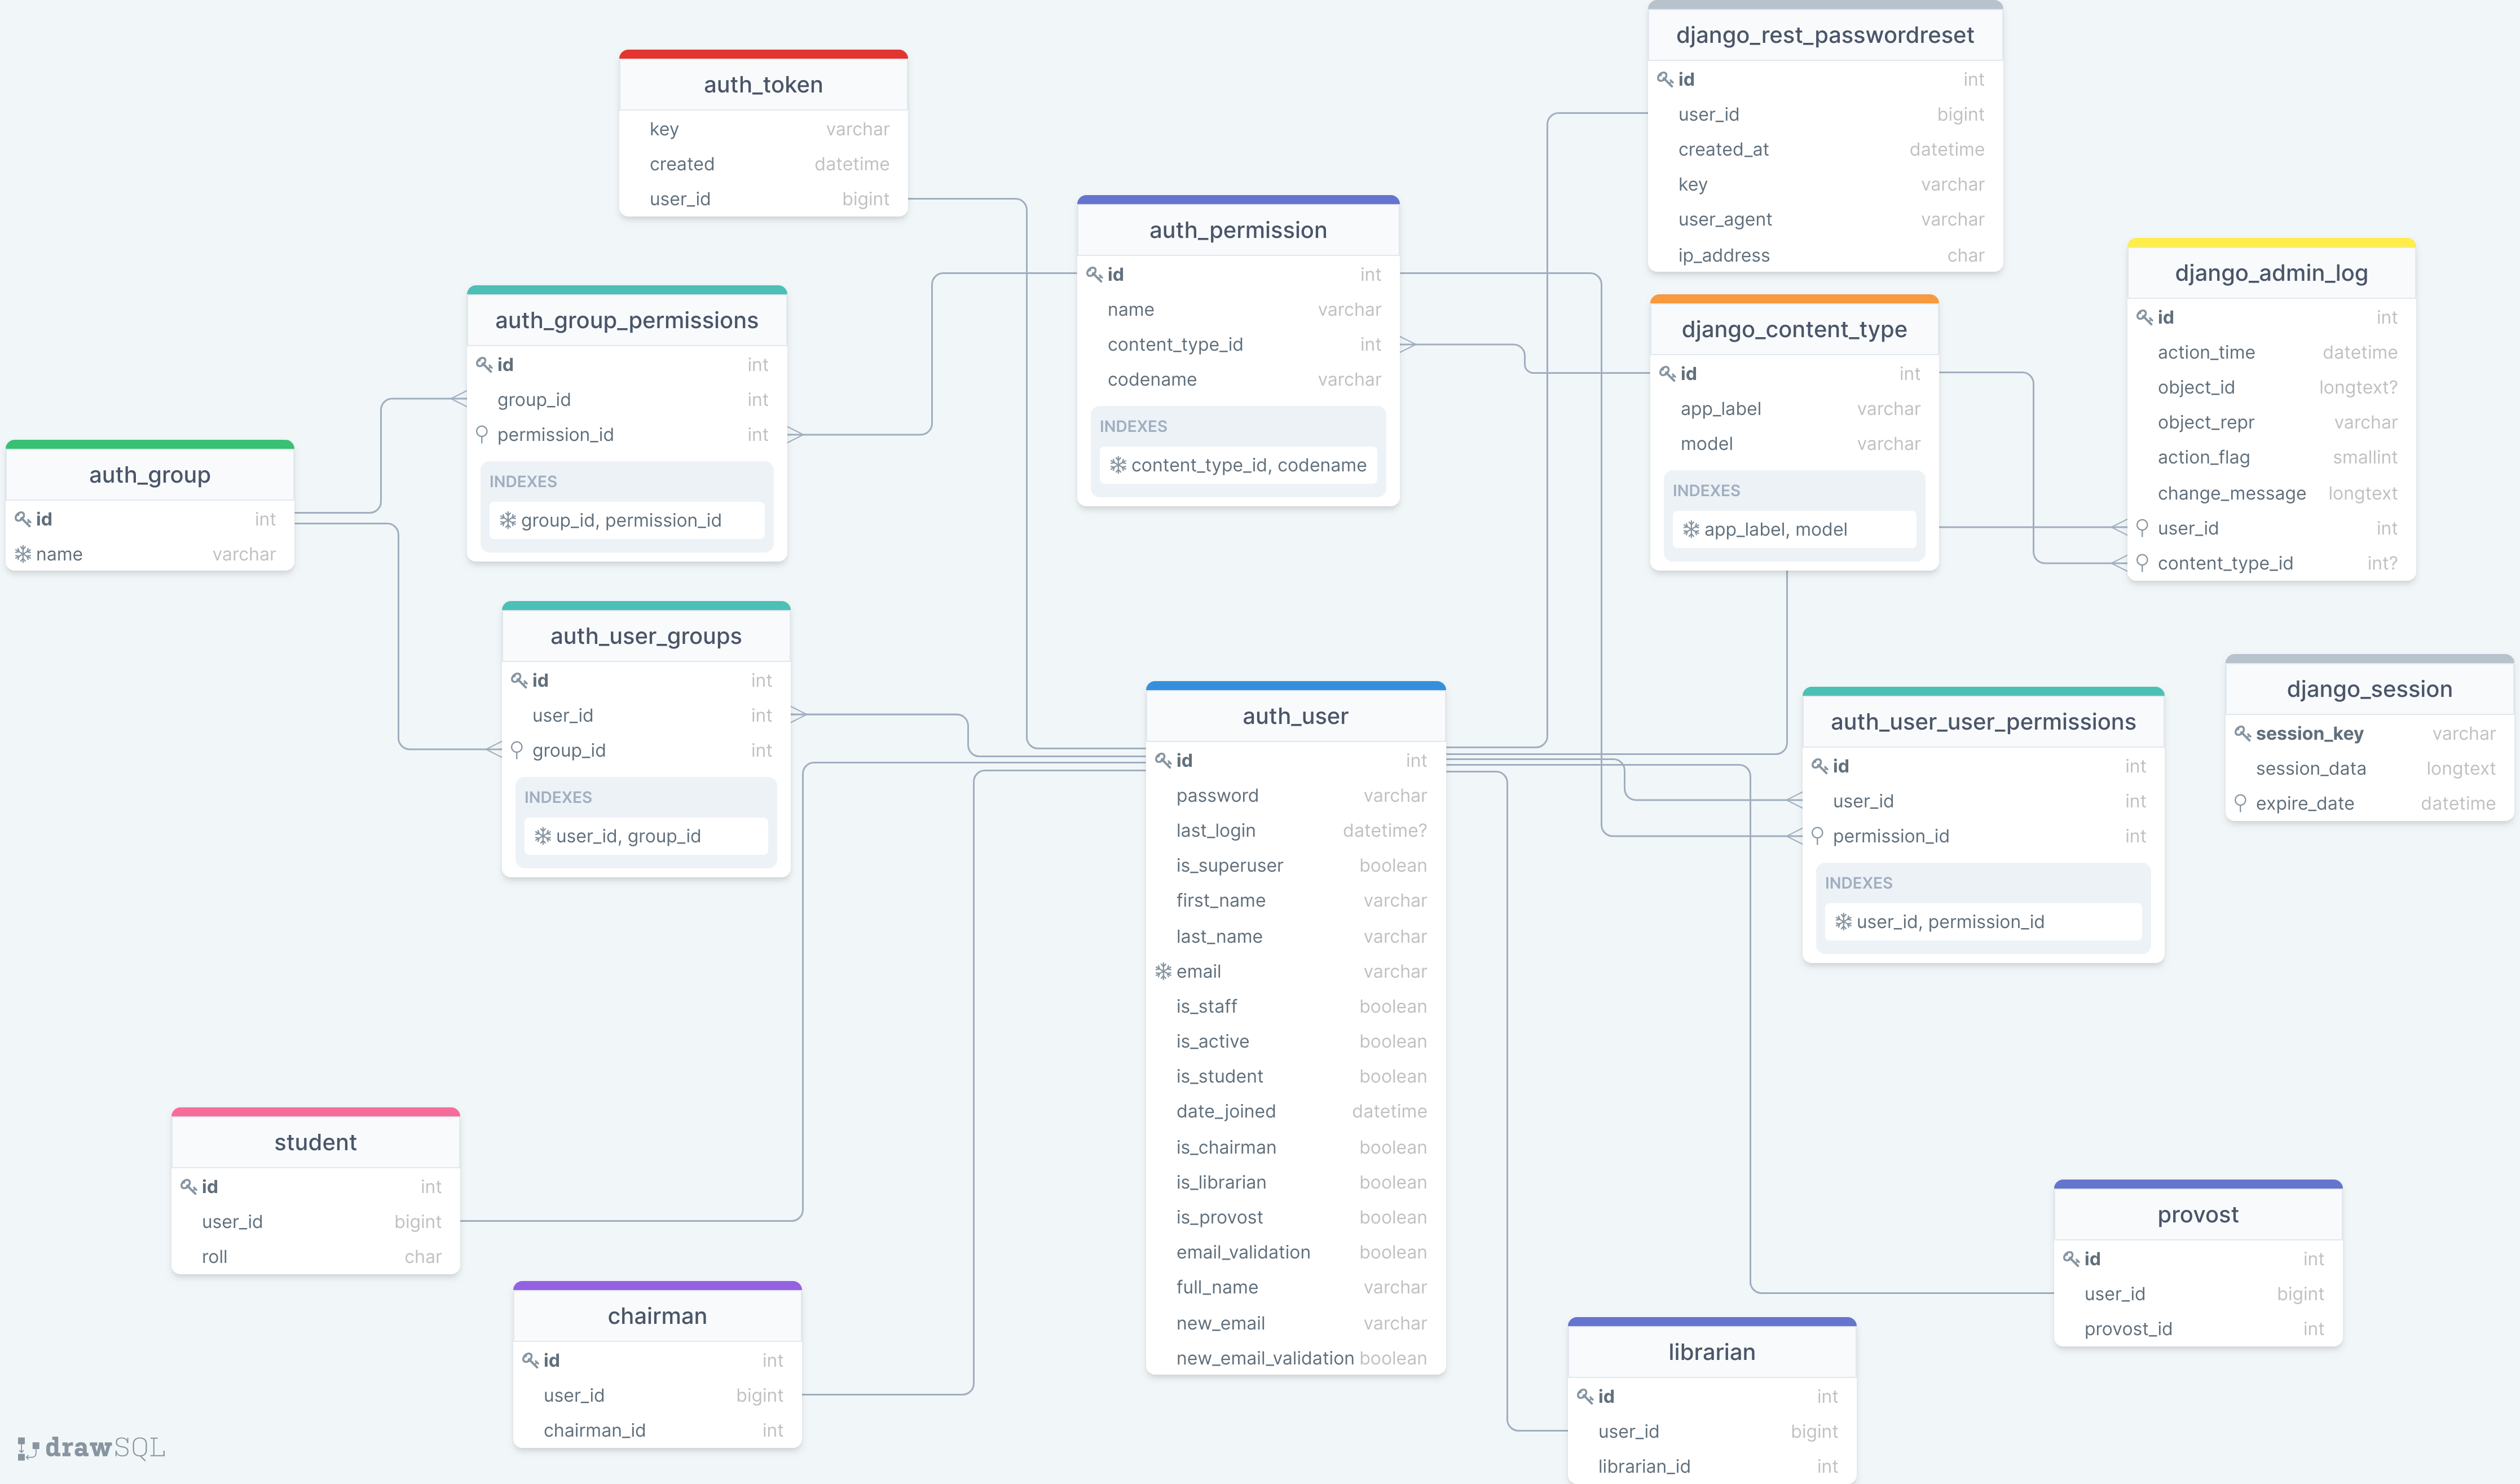 django_rest_passwordreset
id int
user_id bigint
created_at datetime
key varchar
user_agent varchar
ip_address char
auth_token
key varchar
created datetime
user_id bigint
auth_permission
id int
name varchar
content_type_id int
codename varchar
INDEXES
content_type_id, codename
django_admin_log
id int
action_time datetime
object_id longtext?
object_repr varchar
action_flag smallint
change_message longtext
user_id int
content_type_id int?
auth_group_permissions
id int
group_id int
permission_id int
INDEXES
group_id, permission_id
django_content_type
id int
app_label varchar
model varchar
INDEXES
app_label, model
auth_group
id int
name varchar
auth_user_groups
id int
user_id int
group_id int
INDEXES
user_id, group_id
auth_user
id int
password varchar
last_login datetime?
is_superuser boolean
first_name varchar
last_name varchar
email varchar
is_staff boolean
is_active boolean
is_student boolean
date_joined datetime
is_chairman boolean
is_librarian boolean
is_provost boolean
email_validation boolean
full_name varchar
new_email varchar
new_email_validation boolean
auth_user_user_permissions
id int
user_id int
permission_id int
INDEXES
user_id, permission_id
django_session
session_key varchar
session_data longtext
expire_date datetime
student
id int
user_id bigint
roll char
chairman
id int
user_id bigint
chairman_id int
provost
id int
user_id bigint
provost_id int
librarian
id int
user_id bigint
librarian_id int
drawSQL